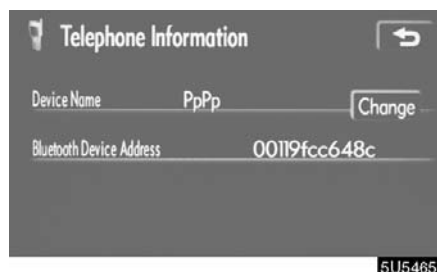 Telephone Information
Device Name PpPp Change
Bluetooth Device Address 00119fcc648c
5U5465